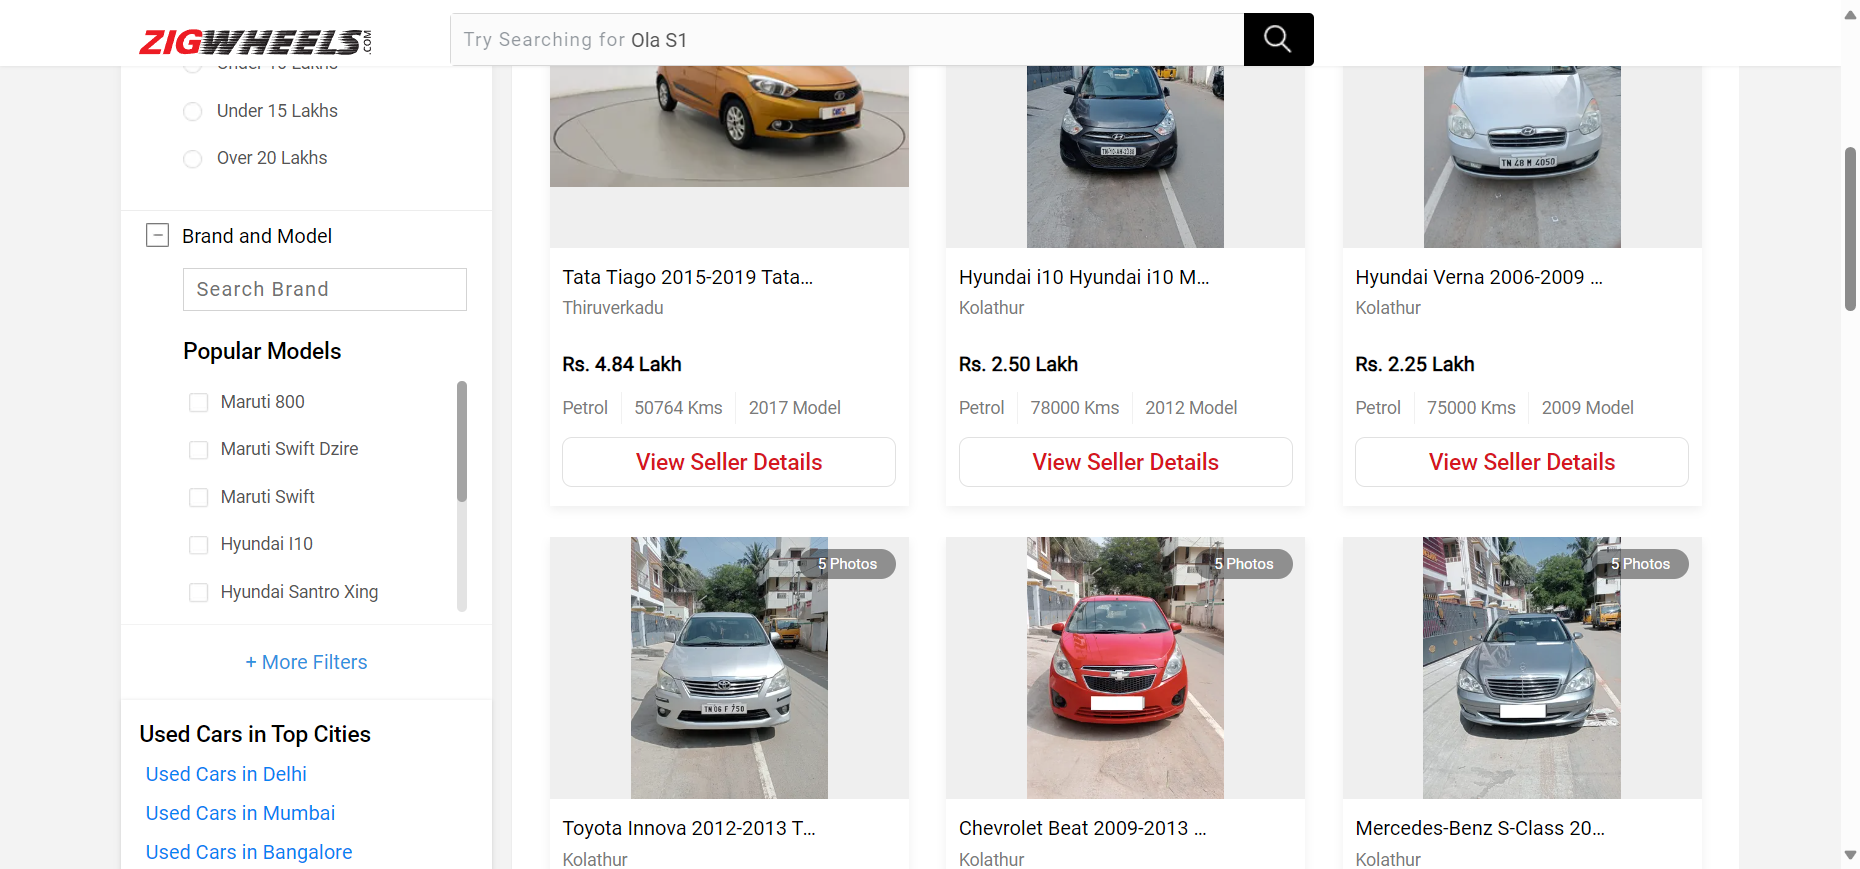 ZIGWHEELS.COM
Try Searching for Ola S1
Under 15 Lakhs
Over 20 Lakhs
Brand and Model
Search Brand
Popular Models
Maruti 800
Maruti Swift Dzire
Maruti Swift
Hyundai I10
Hyundai Santro Xing
+ More Filters
Used Cars in Top Cities
Used Cars in Delhi
Used Cars in Mumbai
Used Cars in Bangalore
Tata Tiago 2015-2019 Tata...
Thiruverkadu
Rs. 4.84 Lakh
Petrol 50764 Kms 2017 Model
View Seller Details
Hyundai i10 Hyundai i10 M...
Kolathur
Rs. 2.50 Lakh
Petrol 78000 Kms 2012 Model
View Seller Details
TN 48 M 4050
Hyundai Verna 2006-2009 ...
Kolathur
Rs. 2.25 Lakh
Petrol 75000 Kms 2009 Model
View Seller Details
5 Photos
TN 06 F 750
Toyota Innova 2012-2013 T...
Kolathur
5 Photos
Chevrolet Beat 2009-2013 ...
Kolathur
5 Photos
Mercedes-Benz S-Class 20...
Kolathur